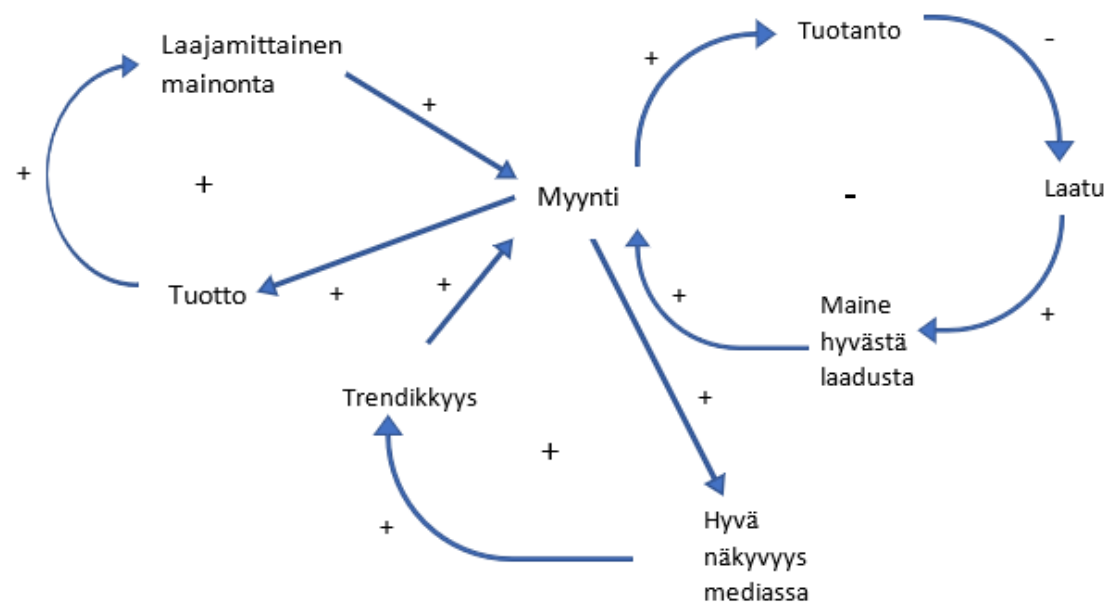 Laajamittainen
mainonta
+
+
+
Tuotto
+
Myynti
+
Tuotanto
-
-
Laatu
+
Maine
hyvästä
laadusta
+
+
Trendikkyys
+
+
+
Hyvä
näkyvyys
mediassa